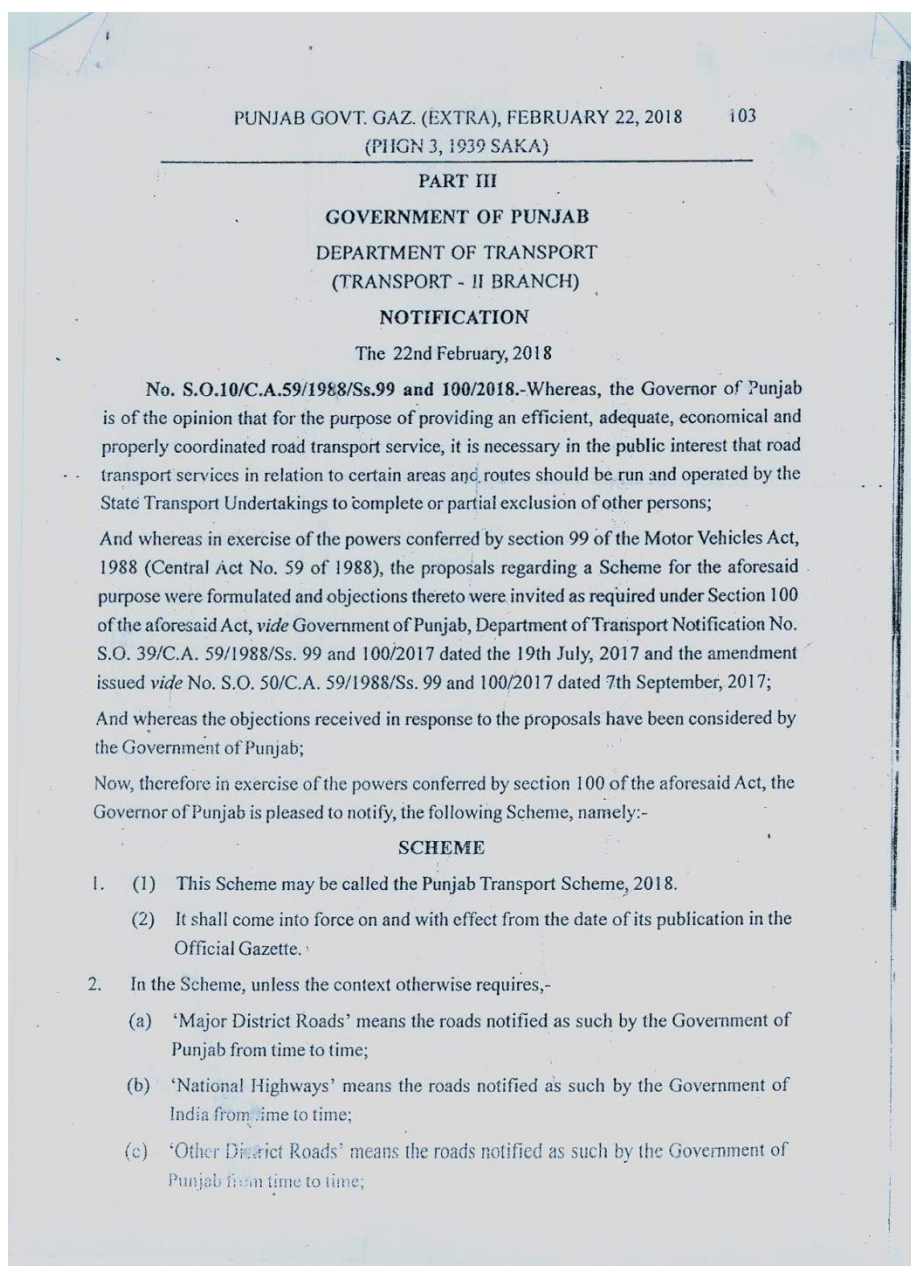 PUNJAB GOVT. GAZ. (EXTRA), FEBRUARY 22, 2018 103
(PHGN 3, 1939 SAKA)
PART III
GOVERNMENT OF PUNJAB
DEPARTMENT OF TRANSPORT
(TRANSPORT - II BRANCH)
NOTIFICATION
The 22nd February, 2018
No. S.O.10/C.A.59/1988/Ss.99 and 100/2018.-Whereas, the Governor of Punjab
is of the opinion that for the purpose of providing an efficient, adequate, economical and
properly coordinated road transport service, it is necessary in the public interest that road
transport services in relation to certain areas and routes should be run and operated by the
State Transport Undertakings to complete or partial exclusion of other persons;
And whereas in exercise of the powers conferred by section 99 of the Motor Vehicles Act,
1988 (Central Act No. 59 of 1988), the proposals regarding a Scheme for the aforesaid
purpose were formulated and objections thereto were invited as required under Section 100
of the aforesaid Act, vide Government of Punjab, Department of Transport Notification No.
S.O. 39/C.A. 59/1988/Ss. 99 and 100/2017 dated the 19th July, 2017 and the amendment
issued vide No. S.O. 50/C.A. 59/1988/Ss. 99 and 100/2017 dated 7th September, 2017;
And whereas the objections received in response to the proposals have been considered by
the Government of Punjab;
Now, therefore in exercise of the powers conferred by section 100 of the aforesaid Act, the
Governor of Punjab is pleased to notify, the following Scheme, namely:-
SCHEME
1. (1) This Scheme may be called the Punjab Transport Scheme, 2018.
(2) It shall come into force on and with effect from the date of its publication in the
Official Gazette.
2. In the Scheme, unless the context otherwise requires,-
(a) 'Major District Roads' means the roads notified as such by the Government of
Punjab from time to time;
(b) 'National Highways' means the roads notified as such by the Government of
India from time to time;
(c) 'Other District Roads' means the roads notified as such by the Government of
Punjab from time to time;